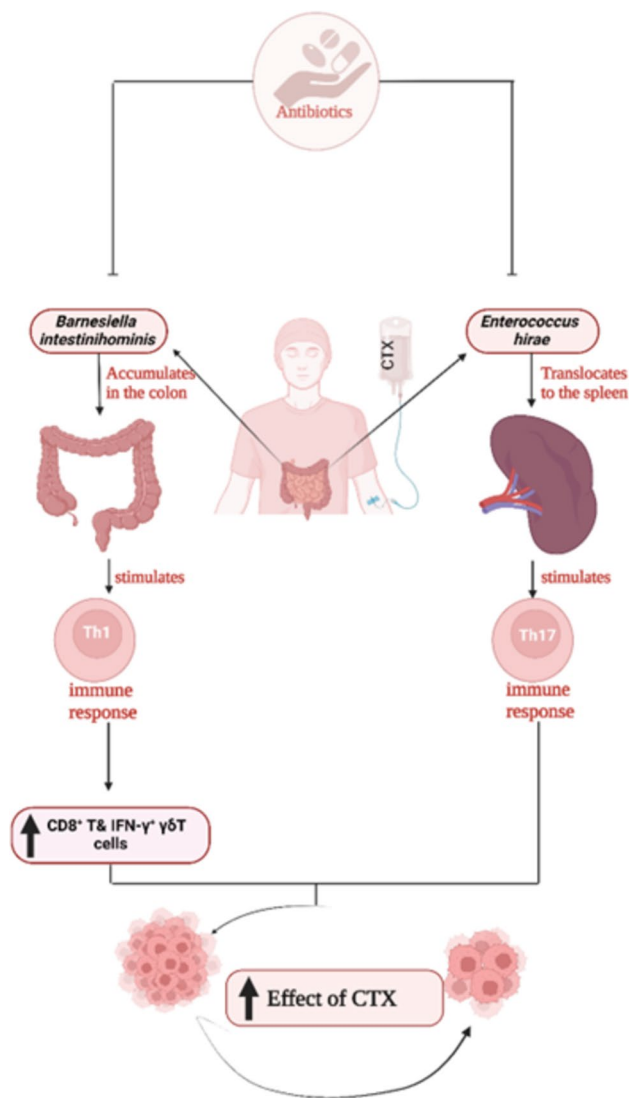 Antibiotics
Barnesiella
intestinihominis
Enterococcus
hirae
CTX
Accumulates
in the colon
Translocates
to the spleen
stimulates
stimulates
Th1
Th17
immune
response
immune
response
CD8⁺ T& IFN-γ⁺ γδT
cells
Effect of CTX